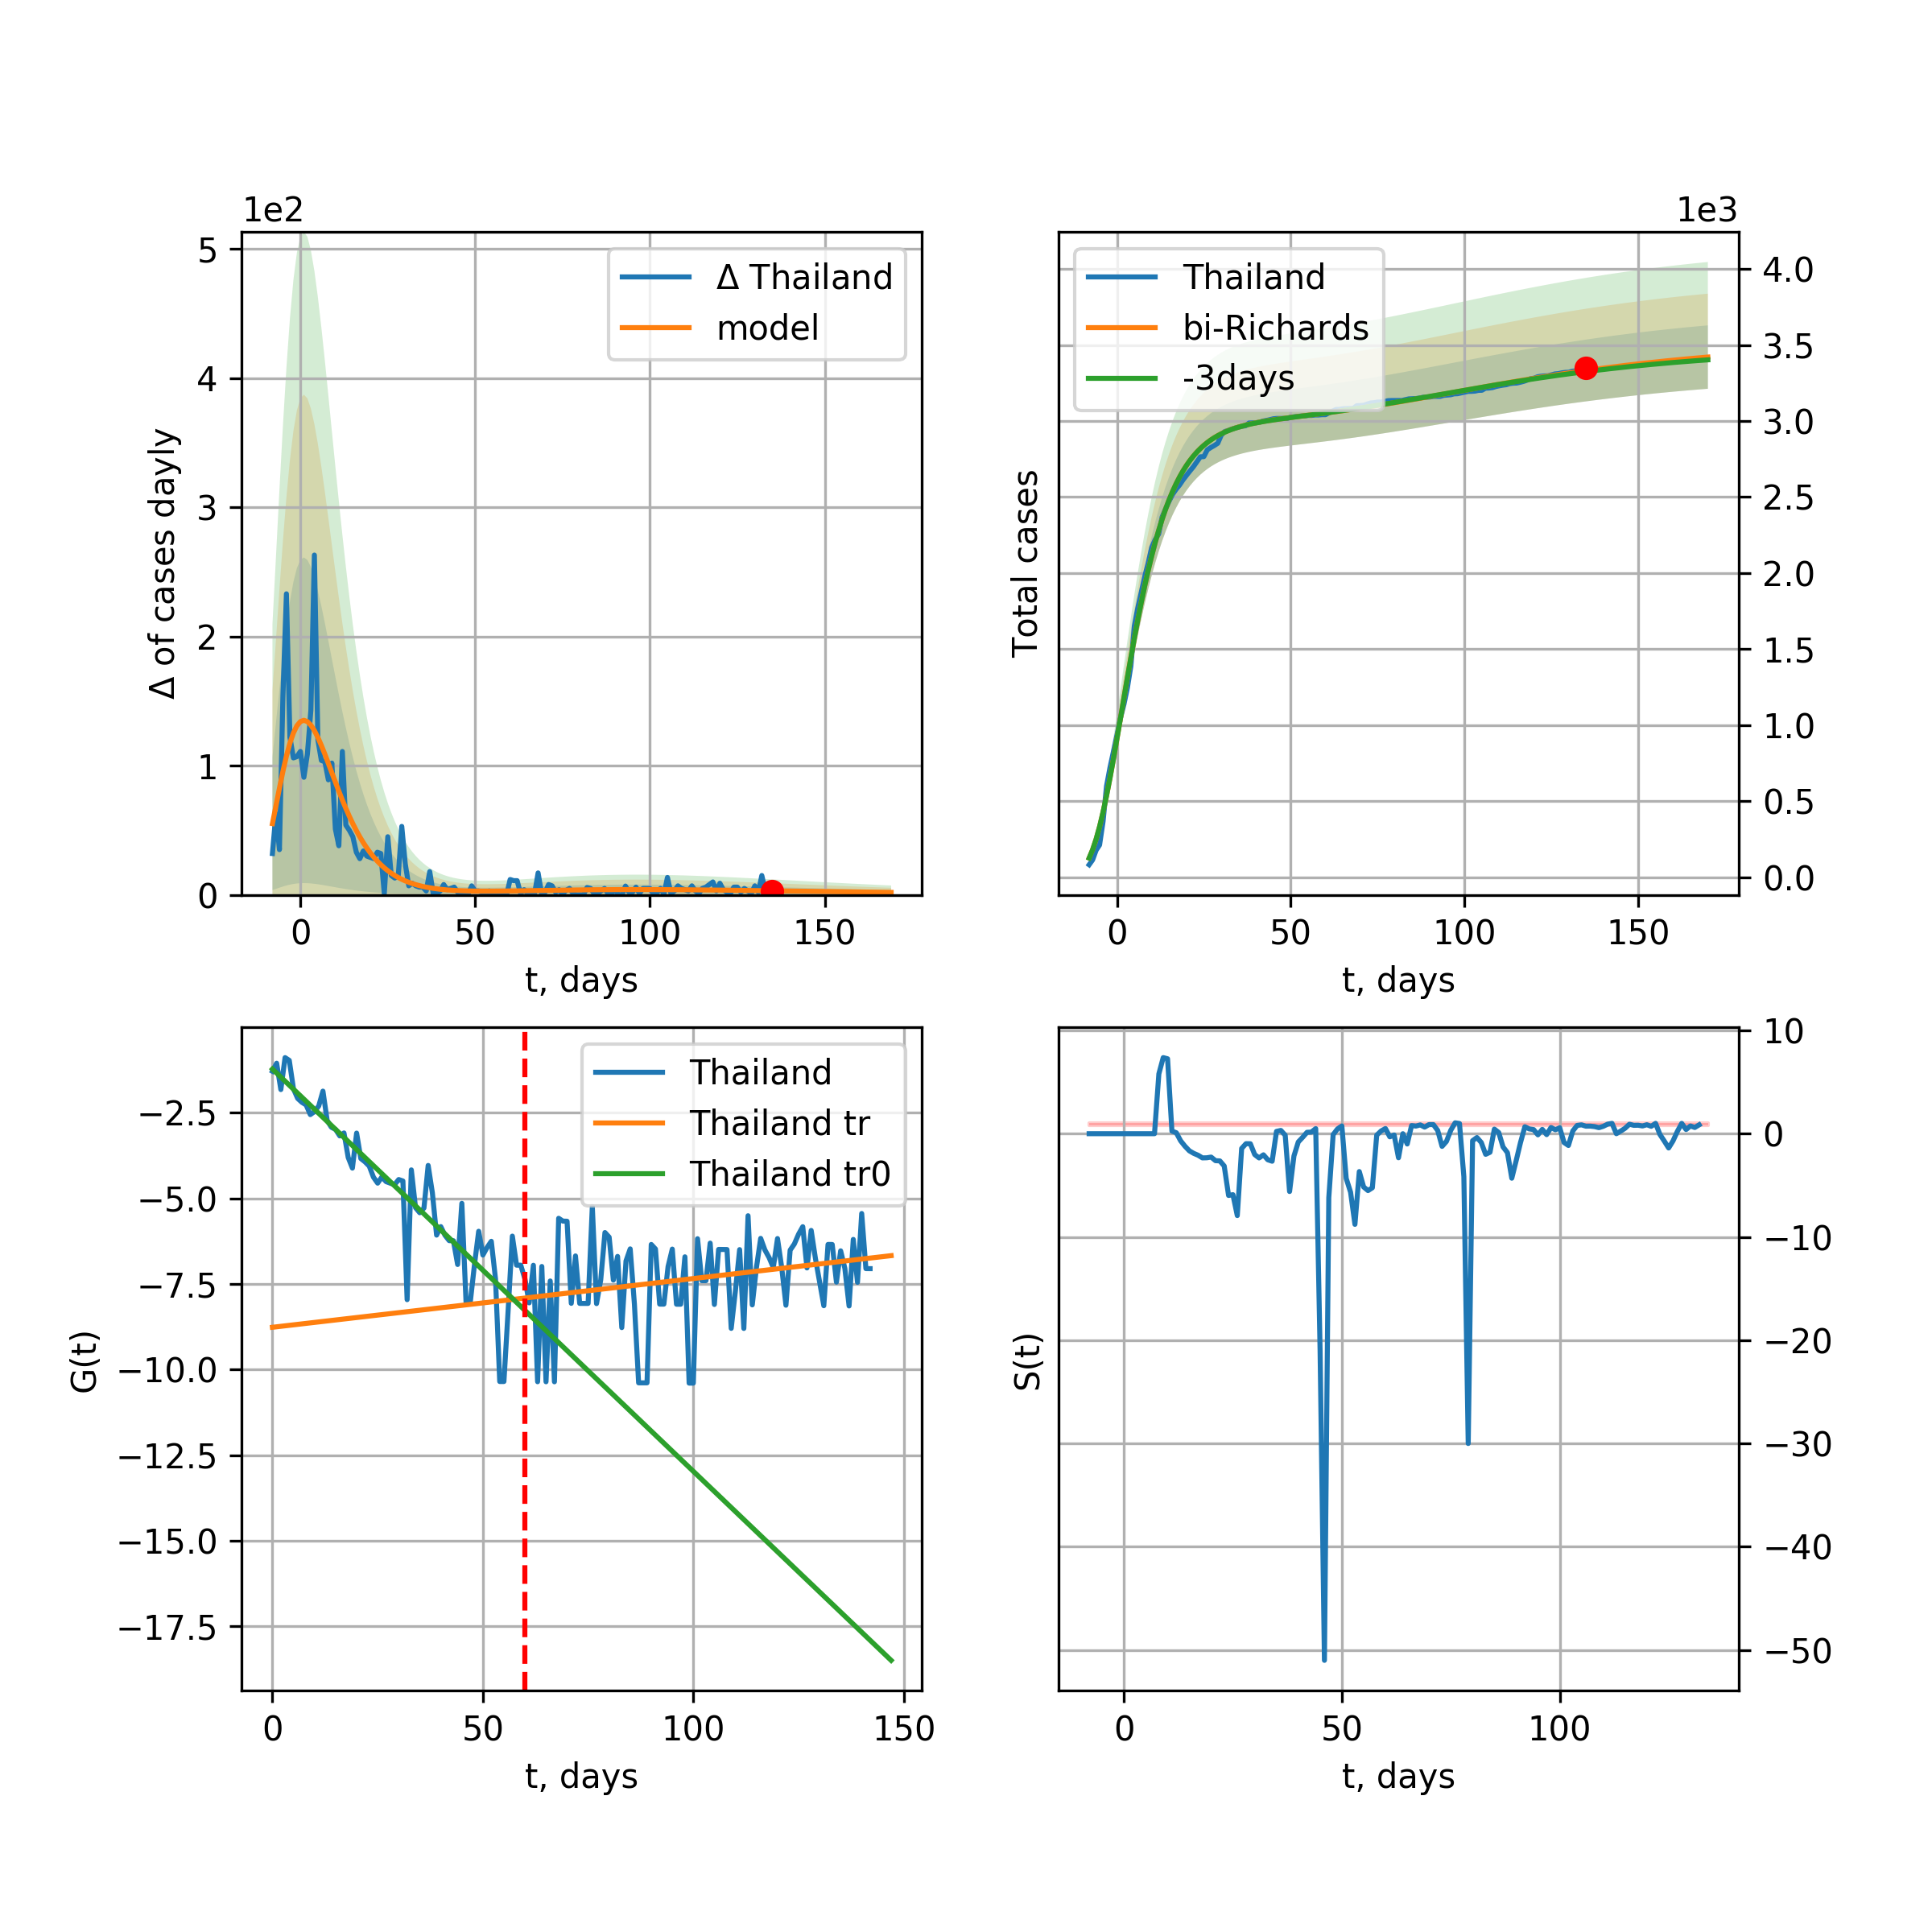 1e2
5
4
3
2
1
0
Δ of cases dayly
Δ Thailand
model
0 50 100 150
t, days
1e3
4.0
3.5
3.0
2.5
2.0
1.5
1.0
0.5
0.0
Total cases
Thailand
bi-Richards
-3days
0 50 100 150
t, days
−2.5
−5.0
−7.5
−10.0
−12.5
−15.0
−17.5
G(t)
Thailand
Thailand tr
Thailand tr0
0 50 100 150
t, days
10
0
−10
−20
−30
−40
−50
S(t)
0 50 100
t, days